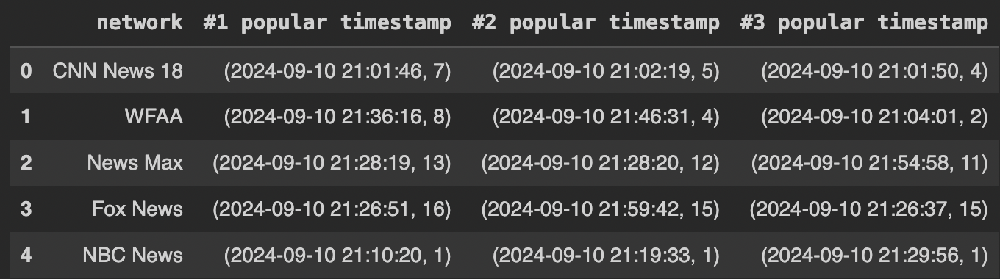 network #1 popular timestamp #2 popular timestamp #3 popular timestamp
0 CNN News 18 (2024-09-10 21:01:46, 7) (2024-09-10 21:02:19, 5) (2024-09-10 21:01:50, 4)
1 WFAA (2024-09-10 21:36:16, 8) (2024-09-10 21:46:31, 4) (2024-09-10 21:04:01, 2)
2 News Max (2024-09-10 21:28:19, 13) (2024-09-10 21:28:20, 12) (2024-09-10 21:54:58, 11)
3 Fox News (2024-09-10 21:26:51, 16) (2024-09-10 21:59:42, 15) (2024-09-10 21:26:37, 15)
4 NBC News (2024-09-10 21:10:20, 1) (2024-09-10 21:19:33, 1) (2024-09-10 21:29:56, 1)